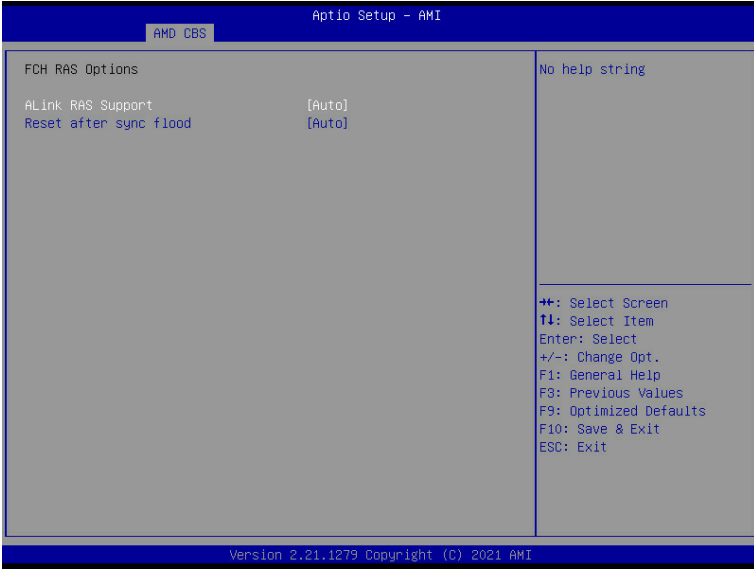 Aptio Setup – AMI
AMD CBS
FCH RAS Options
ALink RAS Support [Auto]
Reset after sync flood [Auto]
No help string
→←: Select Screen
↑↓: Select Item
Enter: Select
+/-: Change Opt.
F1: General Help
F3: Previous Values
F9: Optimized Defaults
F10: Save & Exit
ESC: Exit
Version 2.21.1279 Copyright (C) 2021 AMI